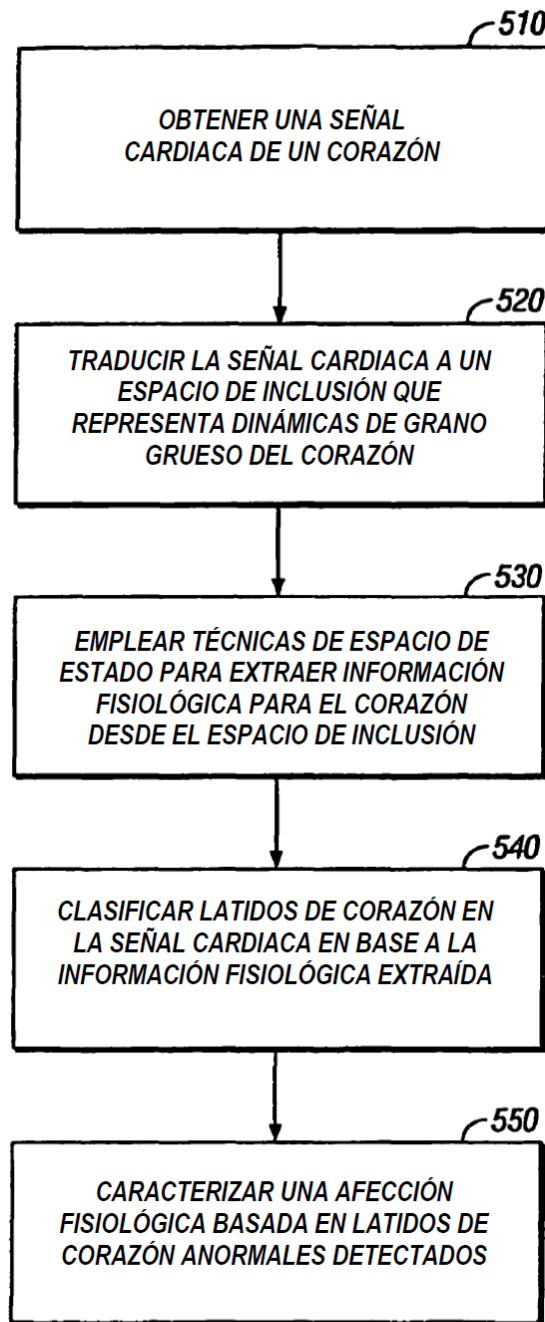 510
OBTENER UNA SEÑAL
CARDIACA DE UN CORAZÓN
520
TRADUCIR LA SEÑAL CARDIACA A UN
ESPACIO DE INCLUSIÓN QUE
REPRESENTA DINÁMICAS DE GRANO
GRUESO DEL CORAZÓN
530
EMPLEAR TÉCNICAS DE ESPACIO DE
ESTADO PARA EXTRAER INFORMACIÓN
FISIOLÓGICA PARA EL CORAZÓN
DESDE EL ESPACIO DE INCLUSIÓN
540
CLASIFICAR LATIDOS DE CORAZÓN EN
LA SEÑAL CARDIACA EN BASE A LA
INFORMACIÓN FISIOLÓGICA EXTRAÍDA
550
CARACTERIZAR UNA AFECCIÓN
FISIOLÓGICA BASADA EN LATIDOS DE
CORAZÓN ANORMALES DETECTADOS